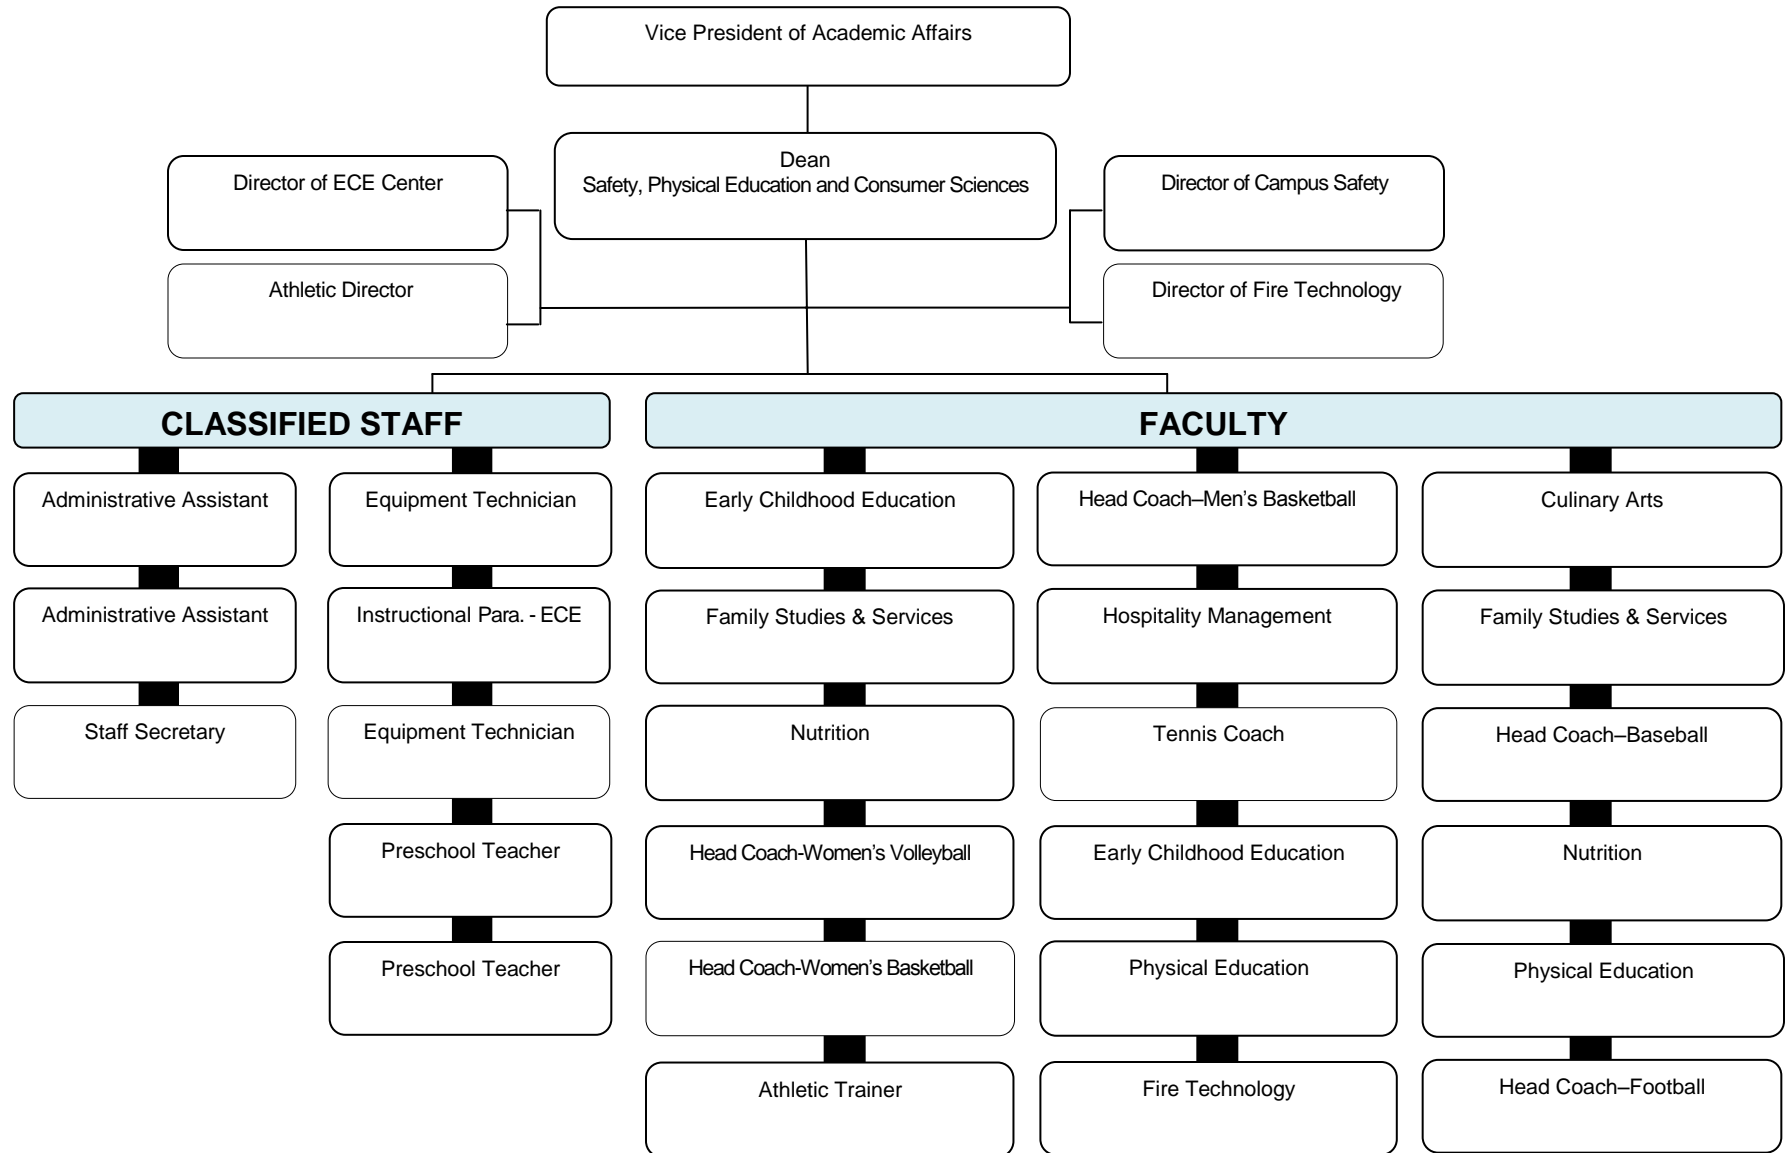 Vice President of Academic Affairs
Dean
Safety, Physical Education and Consumer Sciences
Director of ECE Center
Director of Campus Safety
Athletic Director
Director of Fire Technology
CLASSIFIED STAFF
FACULTY
Administrative Assistant
Equipment Technician
Early Childhood Education
Head Coach–Men’s Basketball
Culinary Arts
Administrative Assistant
Instructional Para. - ECE
Family Studies & Services
Hospitality Management
Family Studies & Services
Staff Secretary
Equipment Technician
Nutrition
Tennis Coach
Head Coach–Baseball
Preschool Teacher
Head Coach-Women’s Volleyball
Early Childhood Education
Nutrition
Preschool Teacher
Head Coach-Women’s Basketball
Physical Education
Physical Education
Athletic Trainer
Fire Technology
Head Coach–Football